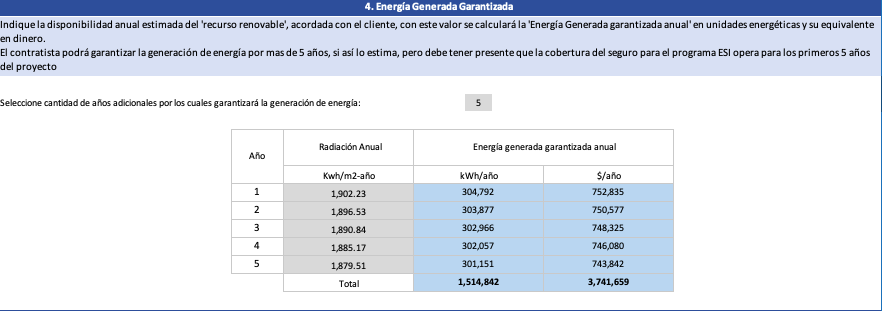 4. Energía Generada Garantizada
Indique la disponibilidad anual estimada del 'recurso renovable', acordada con el cliente, con este valor se calculará la 'Energía Generada garantizada anual' en unidades energéticas y su equivalente
en dinero.
El contratista podrá garantizar la generación de energía por mas de 5 años, si así lo estima, pero debe tener presente que la cobertura del seguro para el programa ESI opera para los primeros 5 años
del proyecto
Seleccione cantidad de años adicionales por los cuales garantizará la generación de energía: 5
Año Radiación Anual Energía generada garantizada anual
Kwh/m2-año kWh/año $/año
1 1,902.23 304,792 752,835
2 1,896.53 303,877 750,577
3 1,890.84 302,966 748,325
4 1,885.17 302,057 746,080
5 1,879.51 301,151 743,842
Total 1,514,842 3,741,659